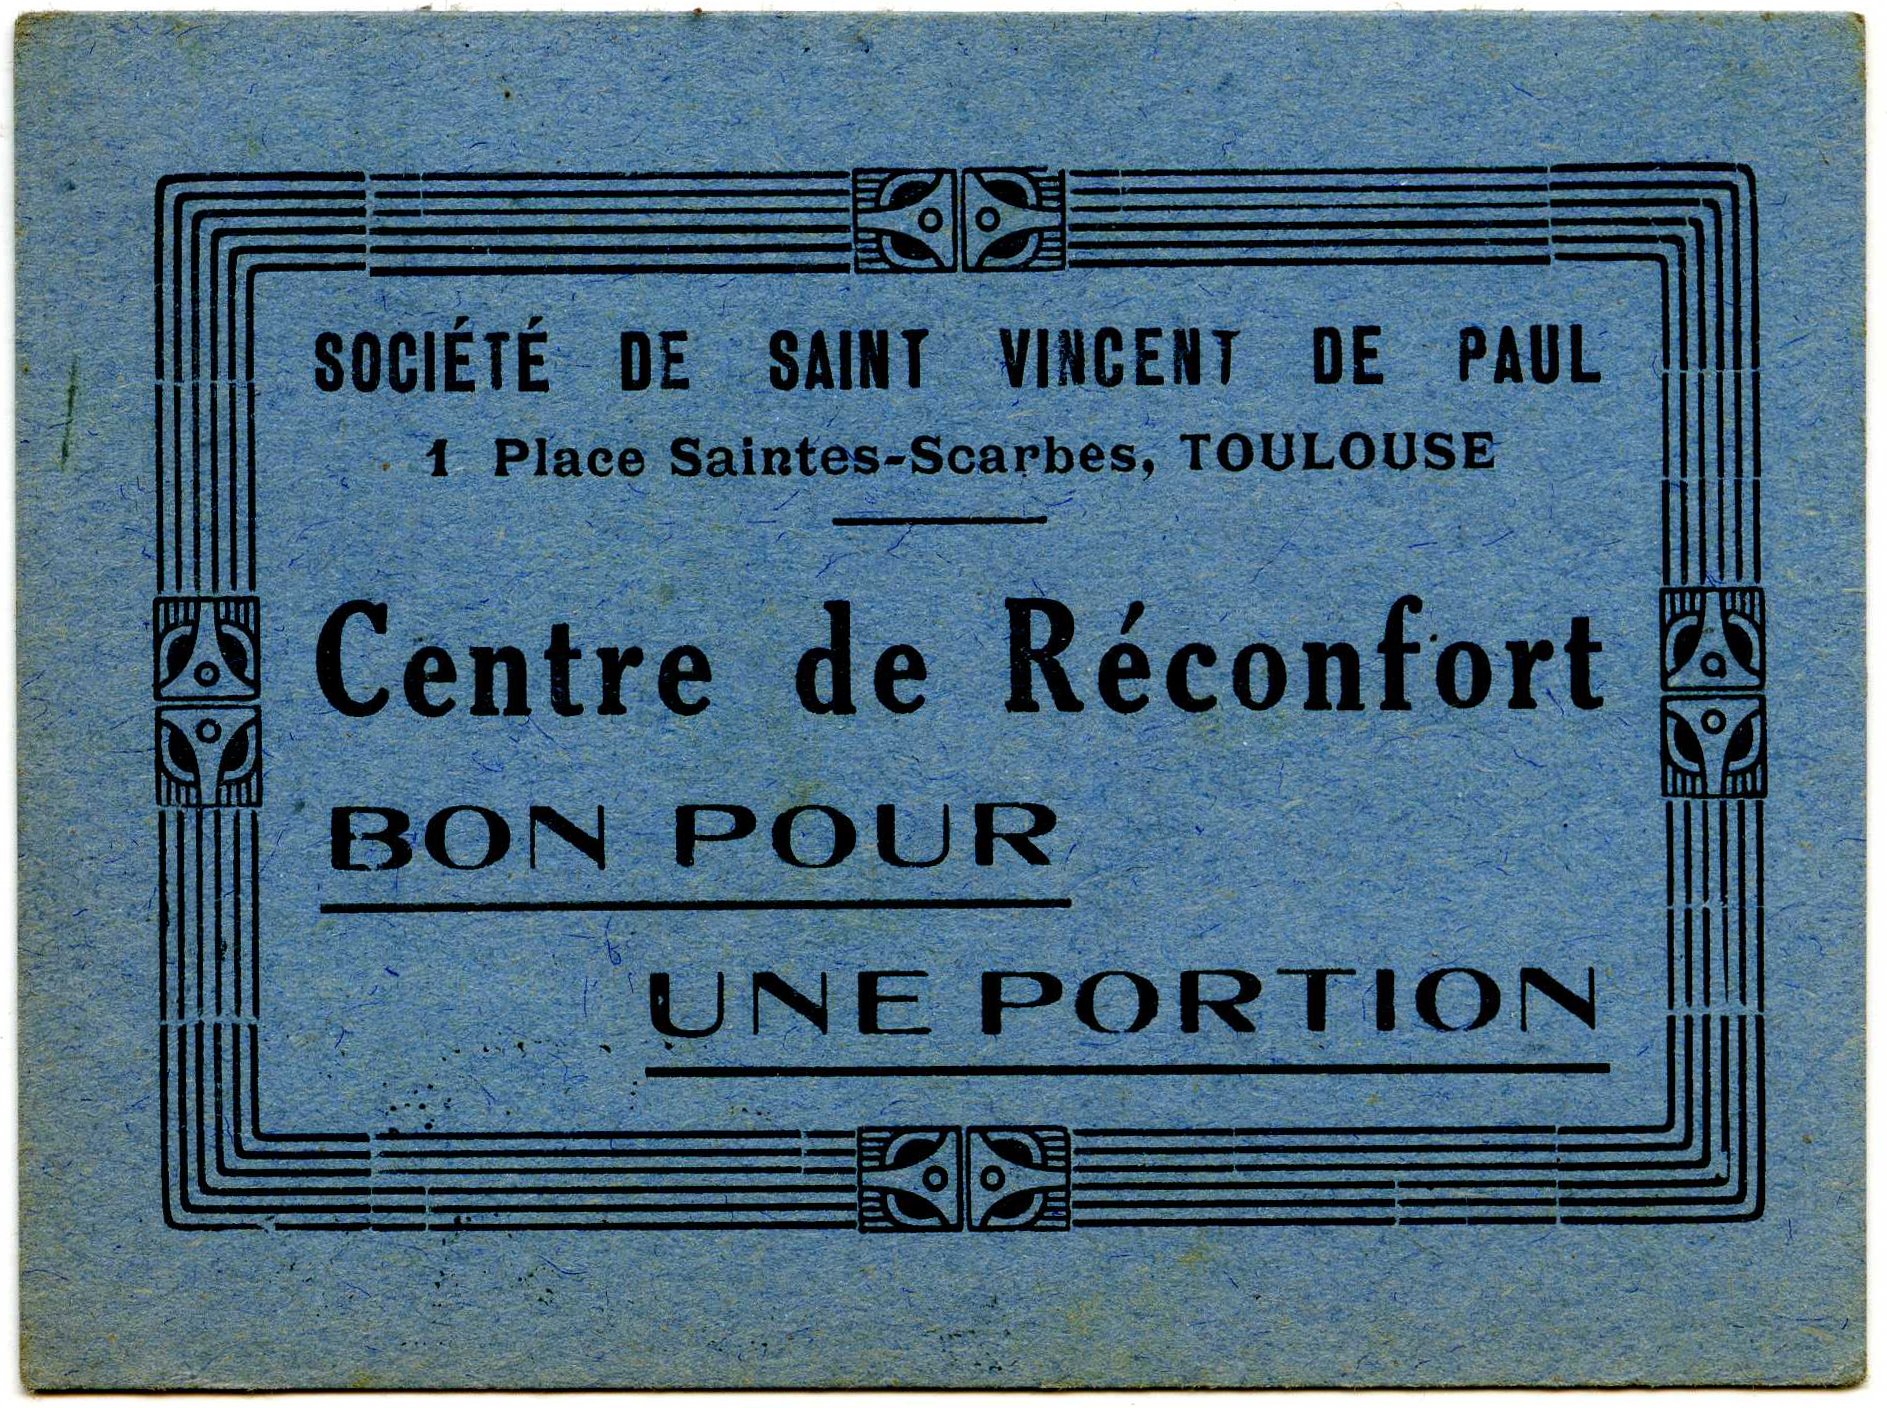 SOCIÉTÉ DE SAINT VINCENT DE PAUL
1 Place Saintes-Scarbes, TOULOUSE
Centre de Réconfort
BON POUR
UNE PORTION